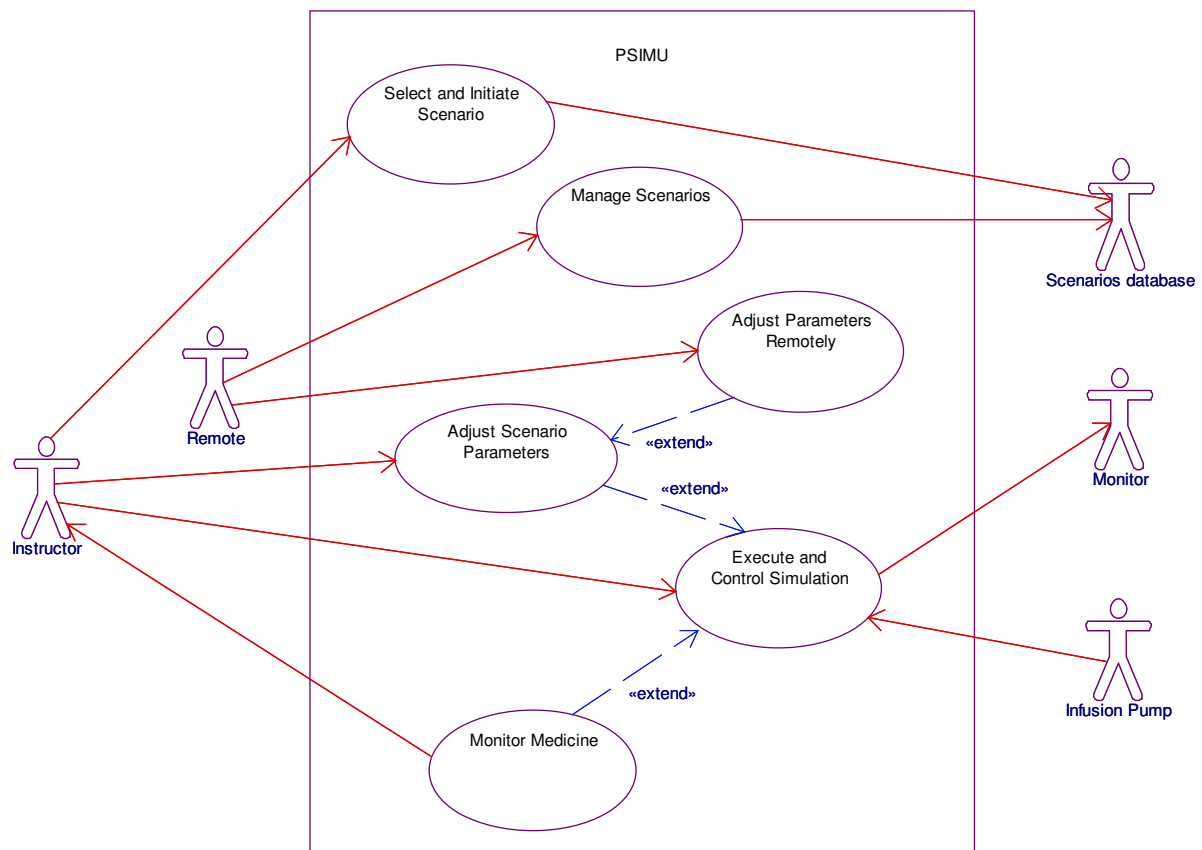 PSIMU
Select and Initiate
Scenario
Manage Scenarios
Scenarios database
Adjust Parameters
Remotely
Remote
Adjust Scenario
Parameters
«extend»
«extend»
Monitor
Instructor
Execute and
Control Simulation
«extend»
Infusion Pump
Monitor Medicine